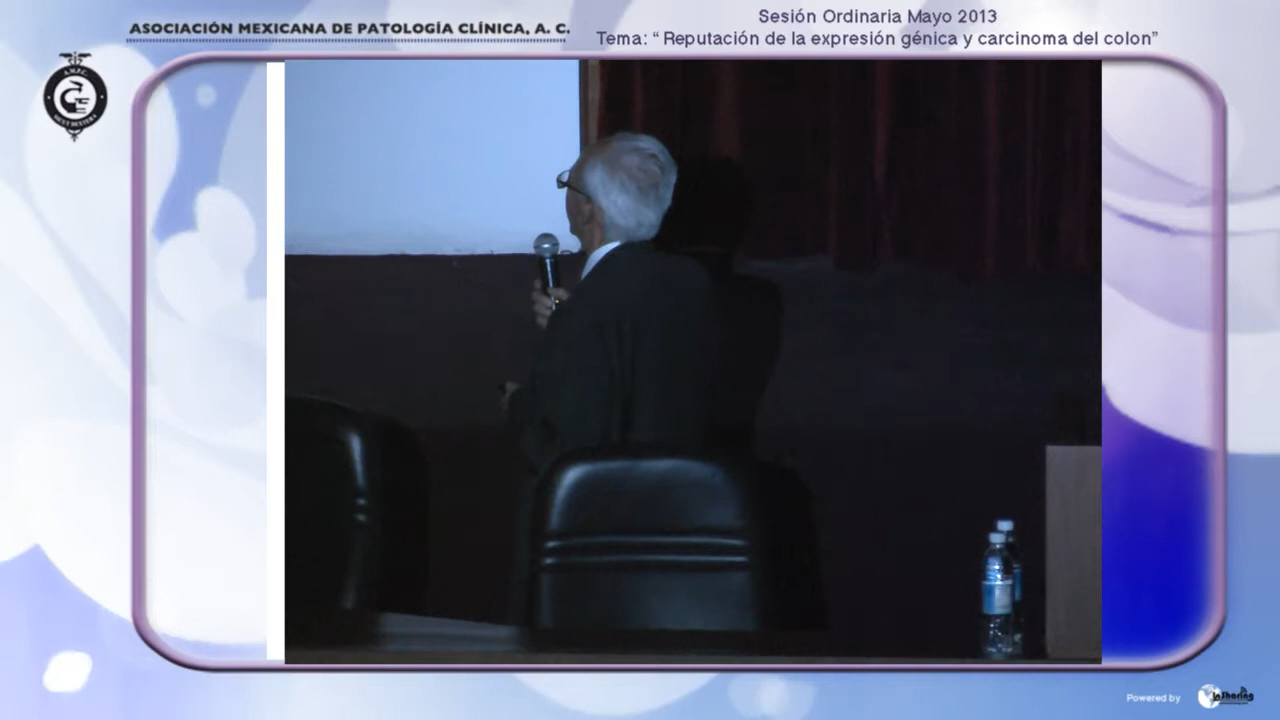 ASOCIACIÓN MEXICANA DE PATOLOGÍA CLÍNICA, A. C.
Sesión Ordinaria Mayo 2013
Tema: “ Reputación de la expresión génica y carcinoma del colon”
A.M.P.C.
Powered by
InSharing